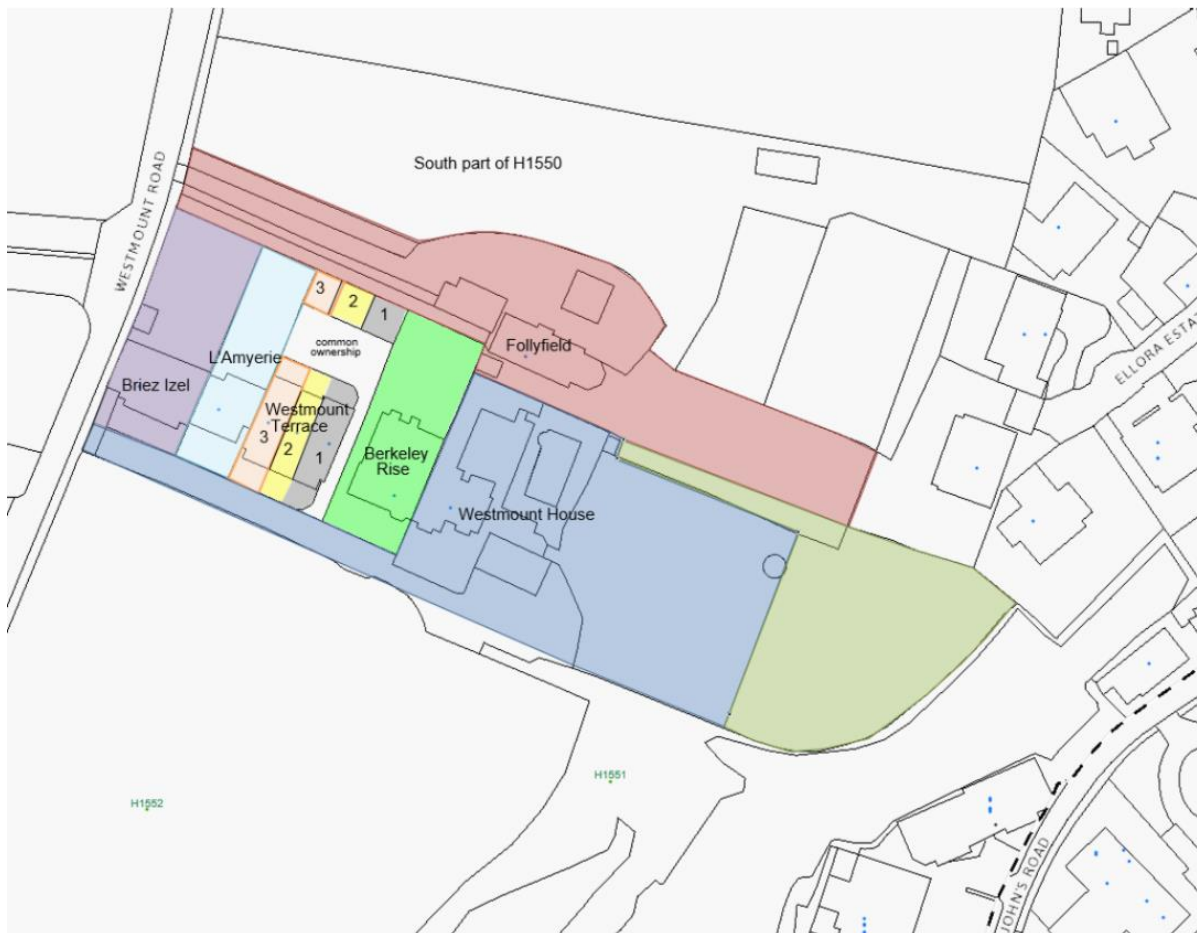 South part of H1550
WESTMOUNT ROAD
3
2
1
common
ownership
Follyfield
L'Amyerie
Briez Izel
Westmount
Terrace
3
2
1
Berkeley
Rise
Westmount House
ELLORA ESTA
H1552
H1551
JOHN'S ROAD